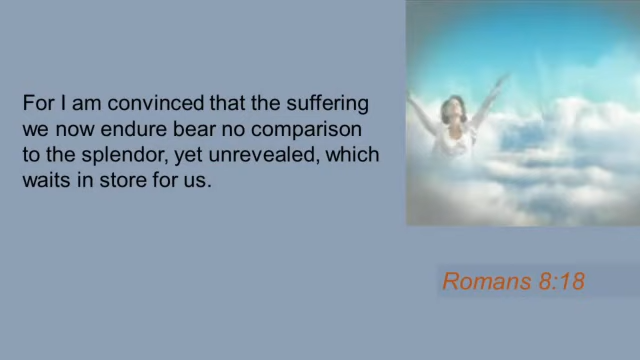 For I am convinced that the suffering
we now endure bear no comparison
to the splendor, yet unrevealed, which
waits in store for us.
Romans 8:18